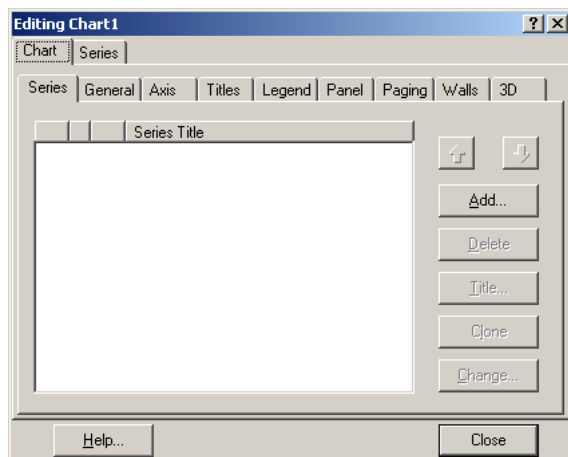 Editing Chart1
Chart Series
Series General Axis Titles Legend Panel Paging Walls 3D
Series Title
Add...
Delete
Title...
Clone
Change...
Help... Close